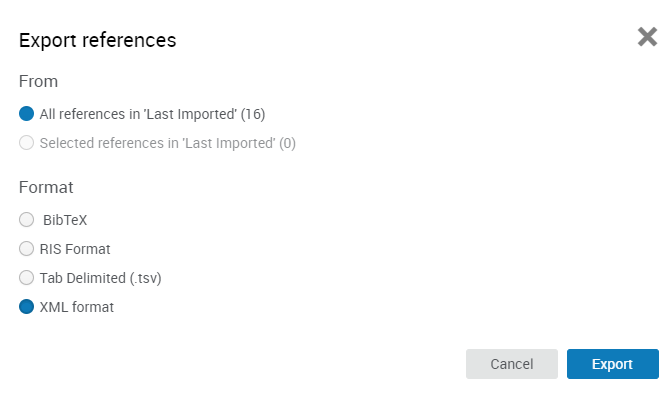 Export references
From
All references in 'Last Imported' (16)
Selected references in 'Last Imported' (0)
Format
BibTeX
RIS Format
Tab Delimited (.tsv)
XML format
Cancel
Export